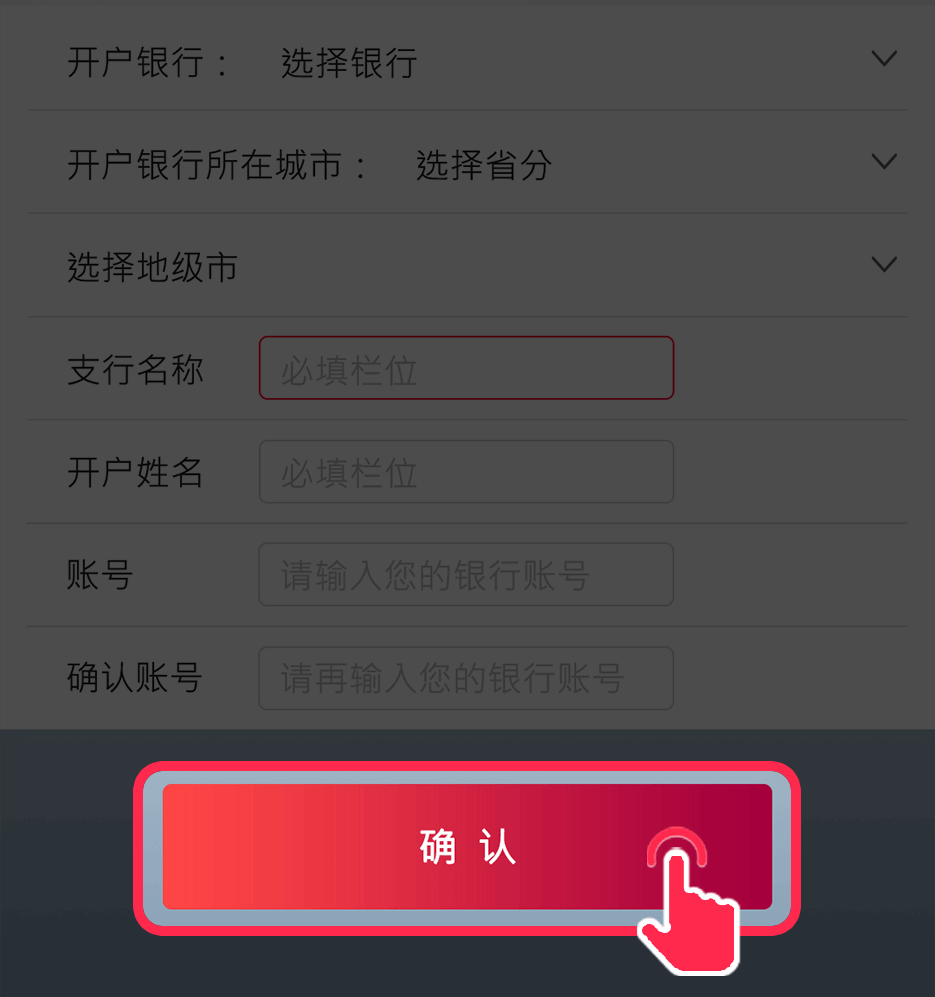 开户银行： 选择银行
开户银行所在城市： 选择省分
选择地级市
支行名称 必填栏位
开户姓名 必填栏位
账号 请输入您的银行账号
确认账号 请再输入您的银行账号
确 认